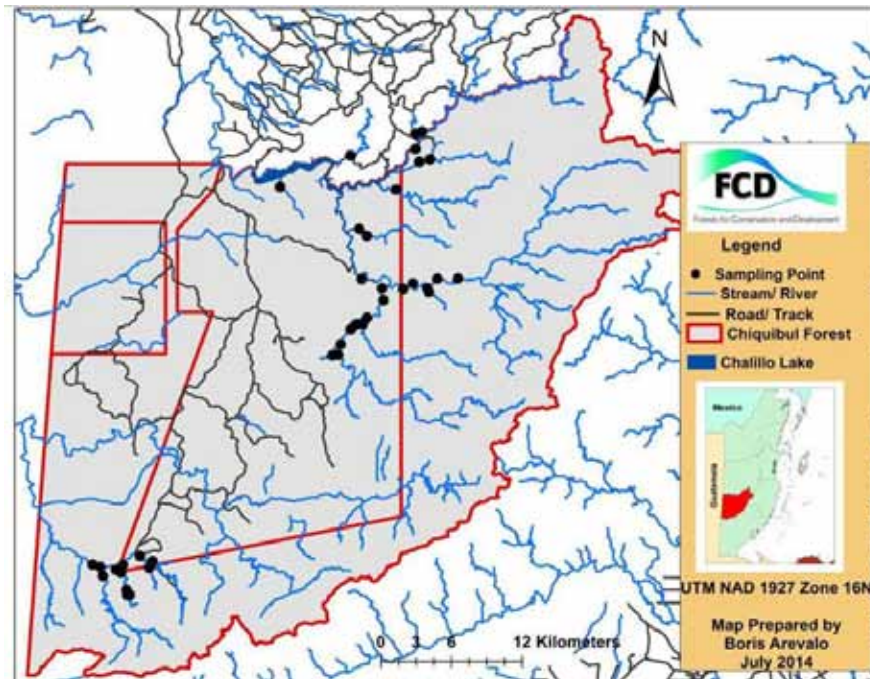 N
FCD
Friends for Conservation and Development
Legend
Sampling Point
Stream/ River
Road/ Track
Chiquibul Forest
Chalillo Lake
Mexico
Guatemala
UTM NAD 1927 Zone 16N
Map Prepared by
Boris Arevalo
July 2014
0 3 6 12 Kilometers